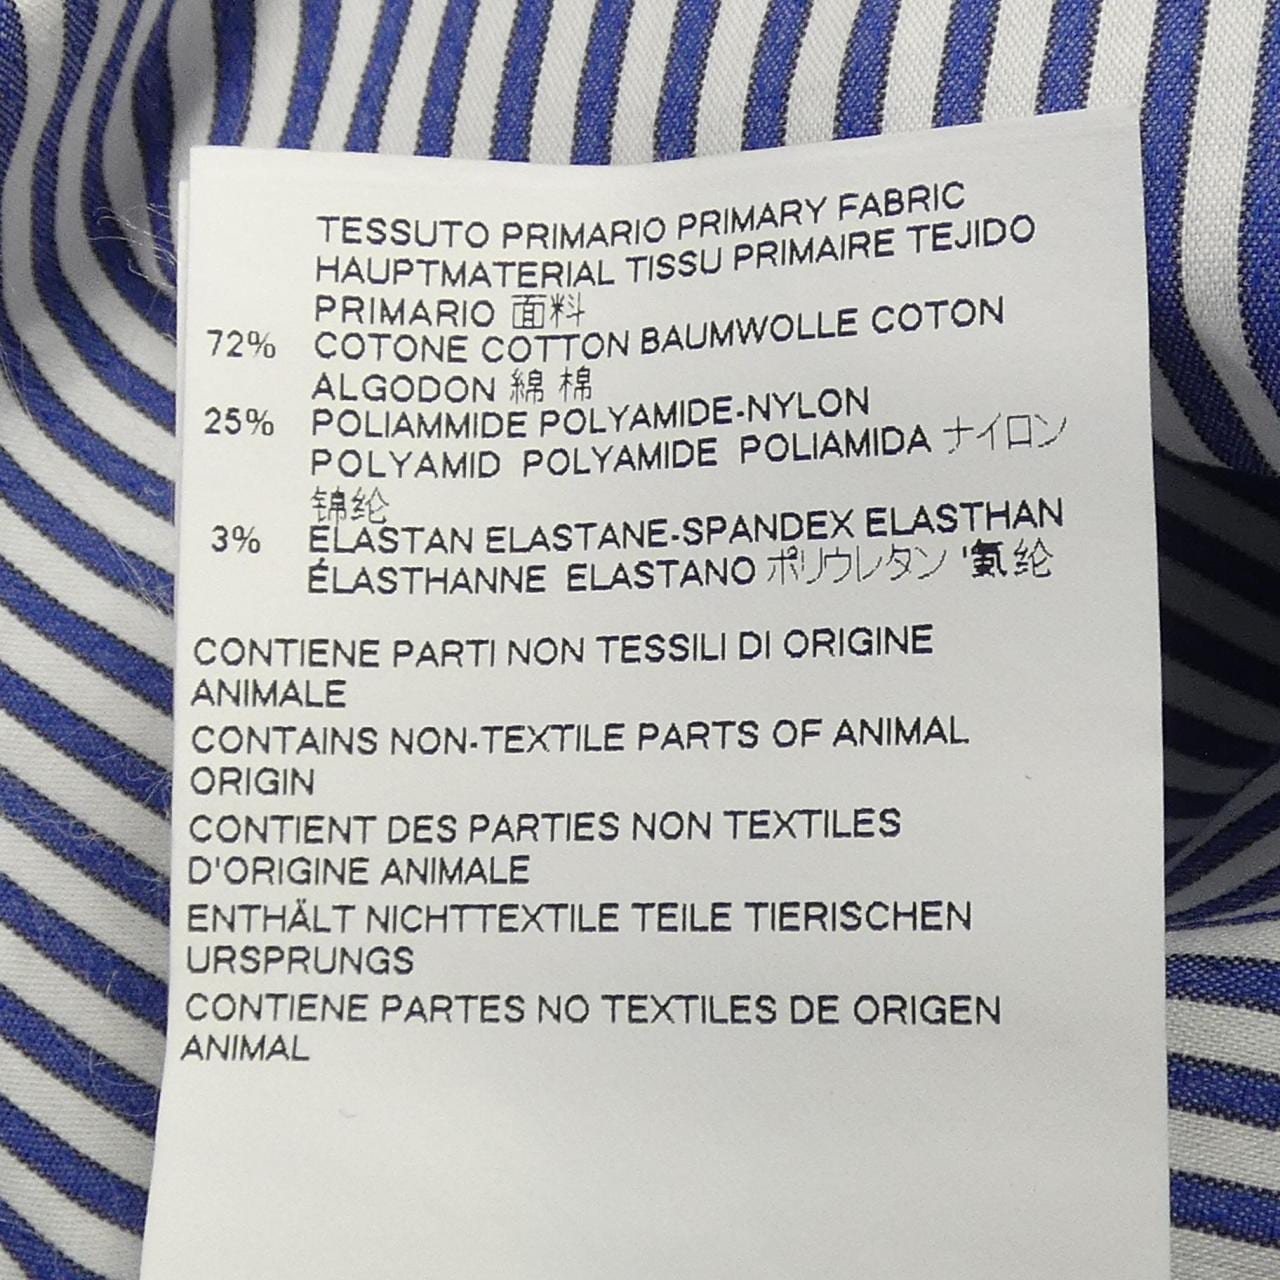 TESSUTO PRIMARIO PRIMARY FABRIC
HAUPTMATERIAL TISSU PRIMAIRE TEJIDO
PRIMARIO 面料
72% COTONE COTTON BAUMWOLLE COTON
ALGODON 綿 棉
25% POLIAMMIDE POLYAMIDE-NYLON
POLYAMID POLYAMIDE POLIAMIDA ナイロン
锦纶
3% ELASTAN ELASTANE-SPANDEX ELASTHAN
ÉLASTHANNE ELASTANO ポリウレタン '氨纶
CONTIENE PARTI NON TESSILI DI ORIGINE
ANIMALE
CONTAINS NON-TEXTILE PARTS OF ANIMAL
ORIGIN
CONTIENT DES PARTIES NON TEXTILES
D'ORIGINE ANIMALE
ENTHÄLT NICHTTEXTILE TEILE TIERISCHEN
URSPRUNGS
CONTIENE PARTES NO TEXTILES DE ORIGEN
ANIMAL